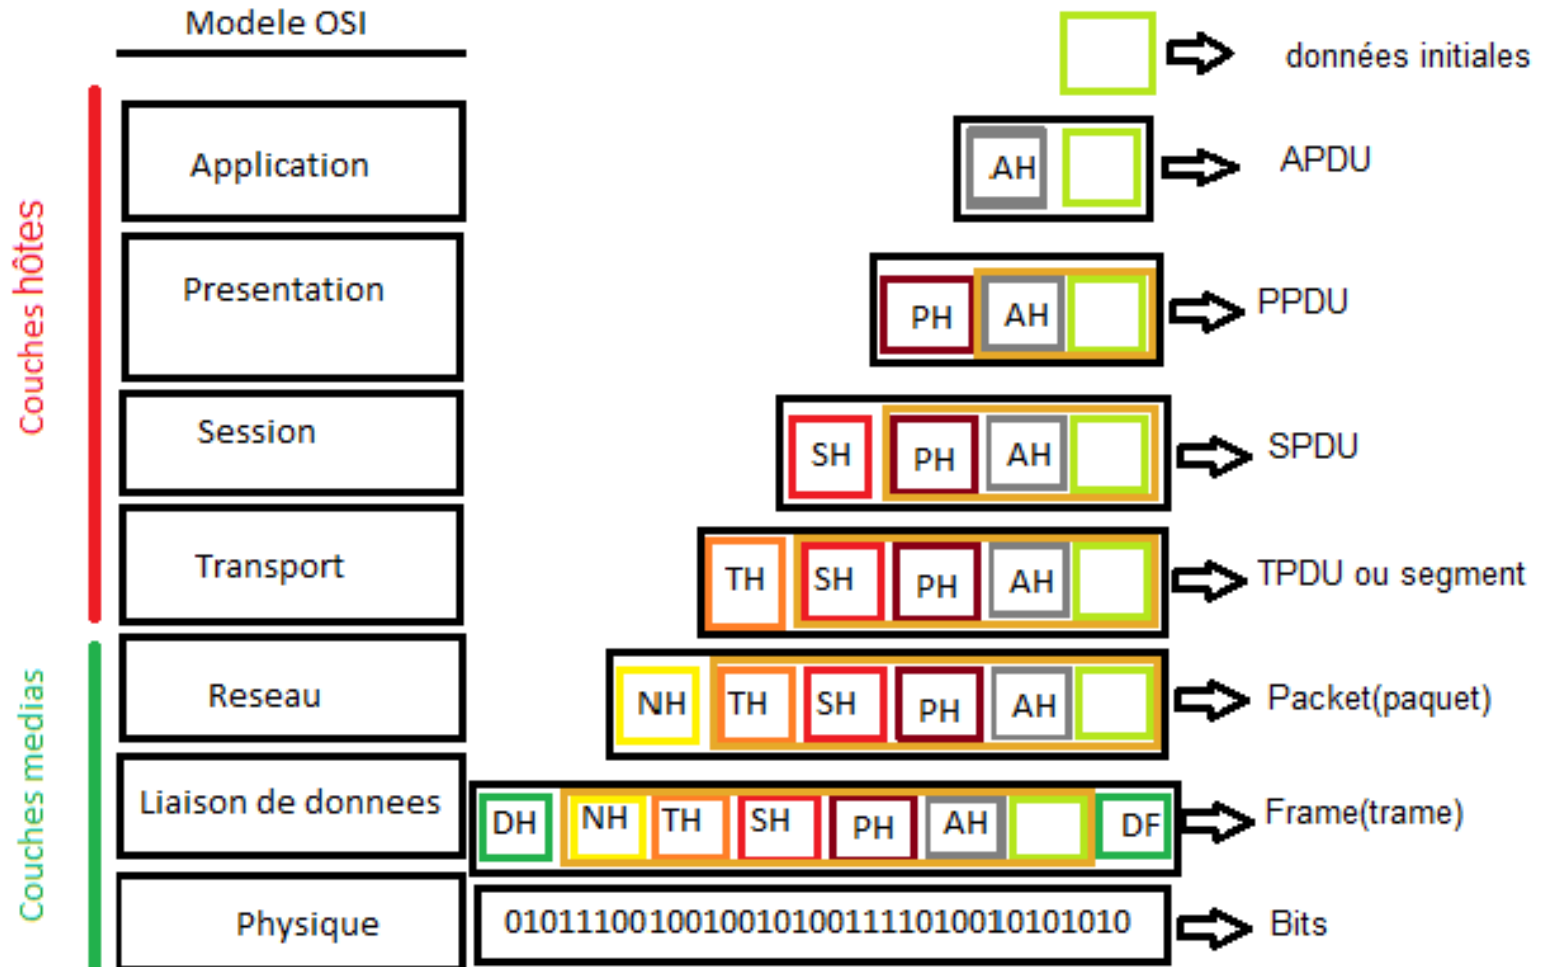 Modele OSI
données initiales
Couches hôtes
Application
AH
APDU
Presentation
PH AH
PPDU
Session
SH PH AH
SPDU
Transport
TH SH PH AH
TPDU ou segment
Couches medias
Reseau
NH TH SH PH AH
Packet(paquet)
Liaison de donnees
DH NH TH SH PH AH DF
Frame(trame)
Physique
0101110010010010100111101001010​1010
Bits